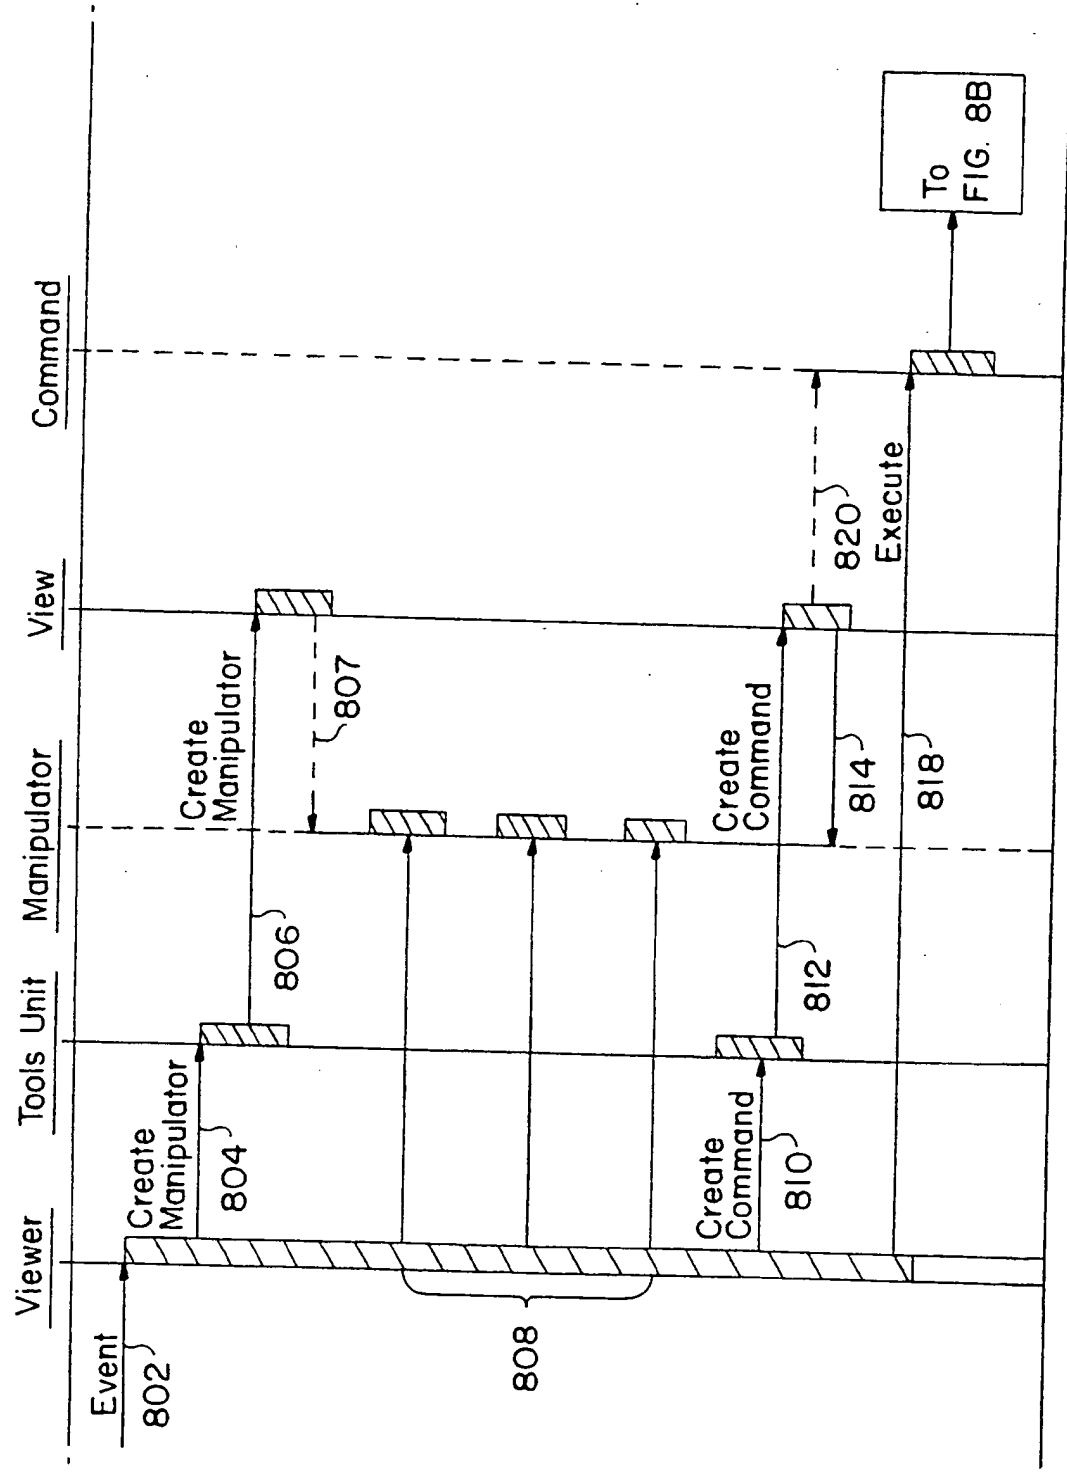 Viewer
Tools Unit
Manipulator
View
Command
Event
802
Create
Manipulator
804
806
Create
Manipulator
807
808
Create
Command
810
812
Create
Command
814
820
Execute
818
To
FIG. 8B